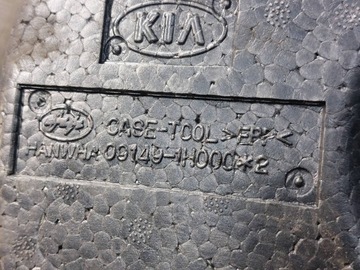 KIA
CASE-TOOL >EPP<
HANWHA 09149-1H000*2